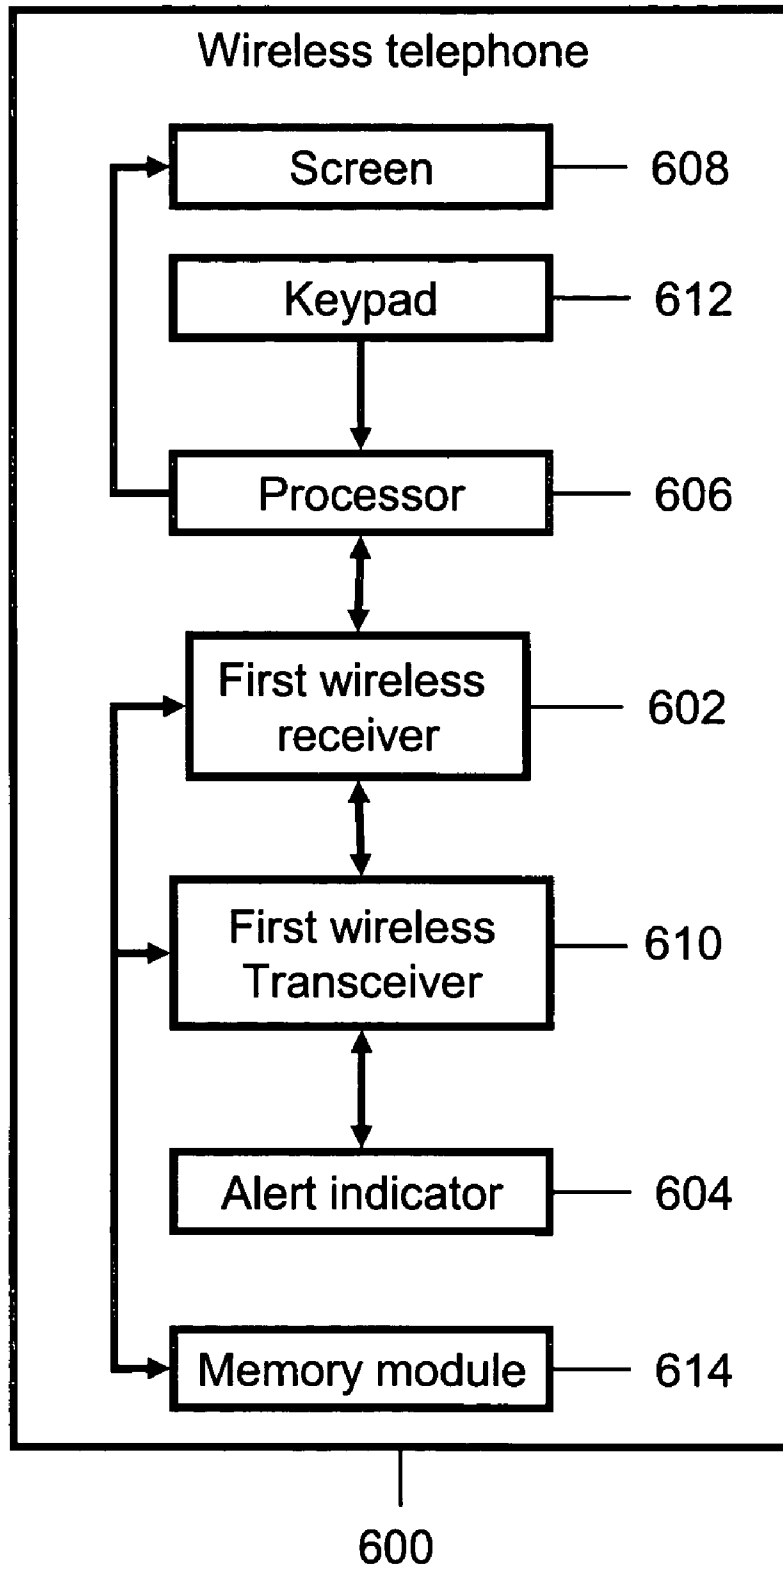 Wireless telephone
Screen
608
Keypad
612
Processor
606
First wireless
receiver
602
First wireless
Transceiver
610
Alert indicator
604
Memory module
614
600